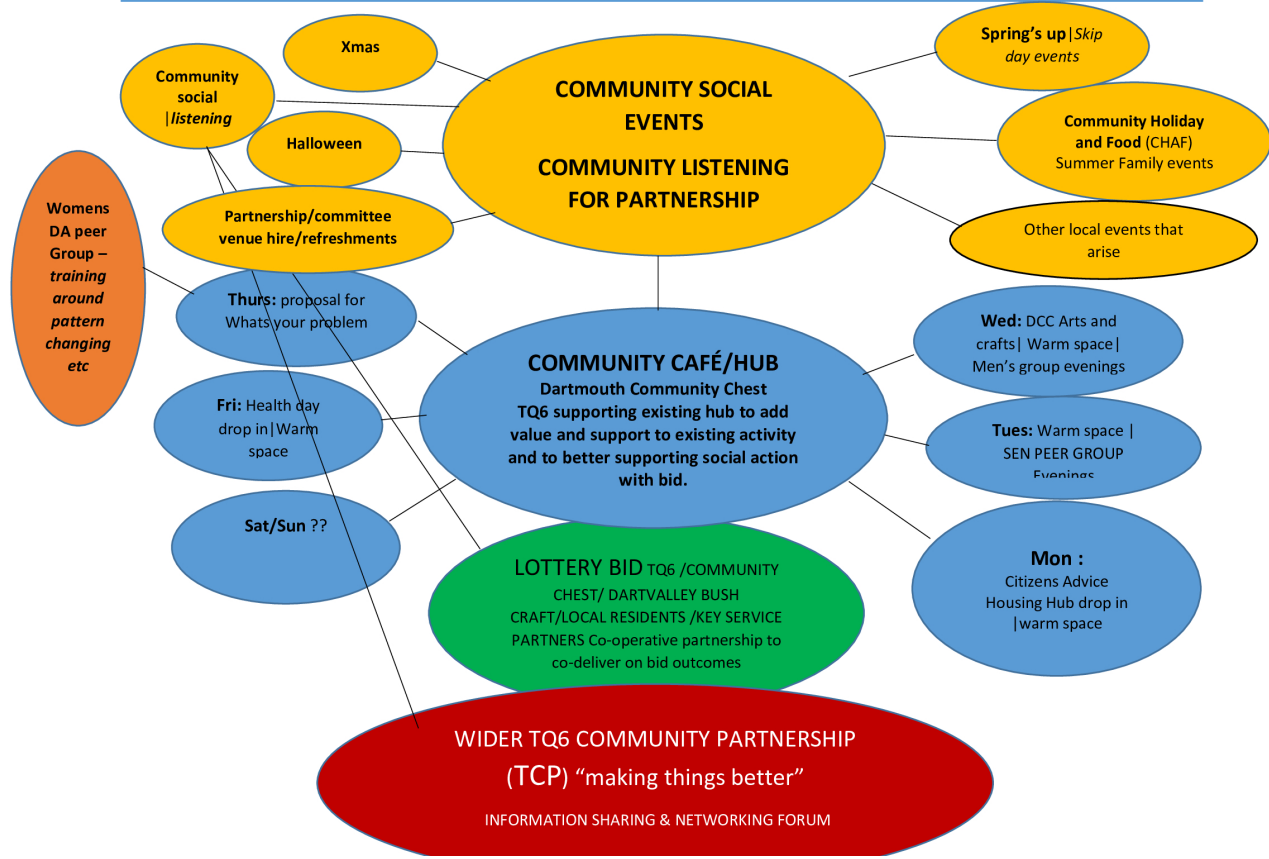 Xmas
Community
social
|listening
Halloween
Partnership/committee
venue hire/refreshments
COMMUNITY SOCIAL
EVENTS
COMMUNITY LISTENING
FOR PARTNERSHIP
Spring’s up|Skip
day events
Community Holiday
and Food (CHAF)
Summer Family events
Other local events that
arise
Womens
DA peer
Group –
training
around
pattern
changing
etc
Thurs: proposal for
Whats your problem
Fri: Health day
drop in|Warm
space
Sat/Sun ??
COMMUNITY CAFÉ/HUB
Dartmouth Community Chest
TQ6 supporting existing hub to add
value and support to existing activity
and to better supporting social action
with bid.
Wed: DCC Arts and
crafts| Warm space|
Men’s group evenings
Tues: Warm space |
SEN PEER GROUP
Evenings
Mon :
Citizens Advice
Housing Hub drop in
|warm space
LOTTERY BID TQ6 /COMMUNITY
CHEST/ DARTVALLEY BUSH
CRAFT/LOCAL RESIDENTS /KEY SERVICE
PARTNERS Co-operative partnership to
co-deliver on bid outcomes
WIDER TQ6 COMMUNITY PARTNERSHIP
(TCP) “making things better”
INFORMATION SHARING & NETWORKING FORUM